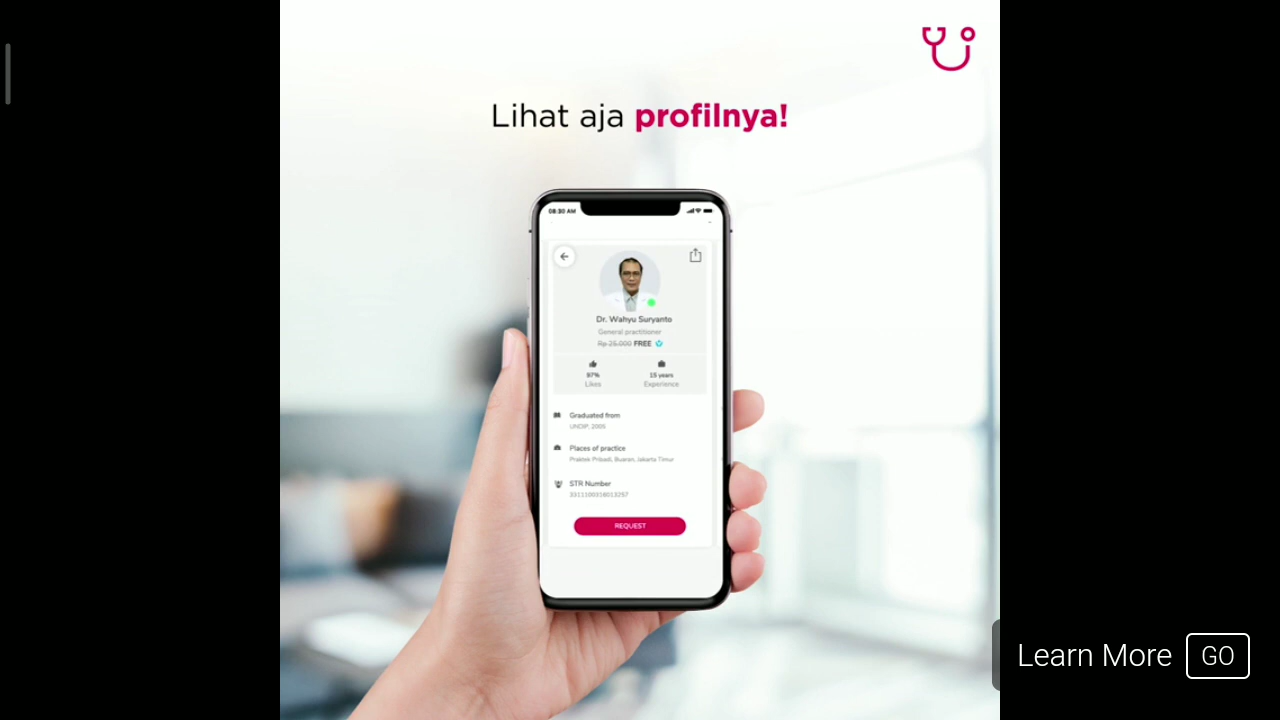 Lihat aja profilnya!
08:30 AM
Dr. Wahyu Suryanto
General practitioner
Rp 25,000 FREE
97%
Likes
15 years
Experience
Graduated from
UNDIP, 2005
Places of practice
Praktek Pribadi, Buaran, Jakarta Timur
STR Number
3311100316013257
REQUEST
Learn More
GO